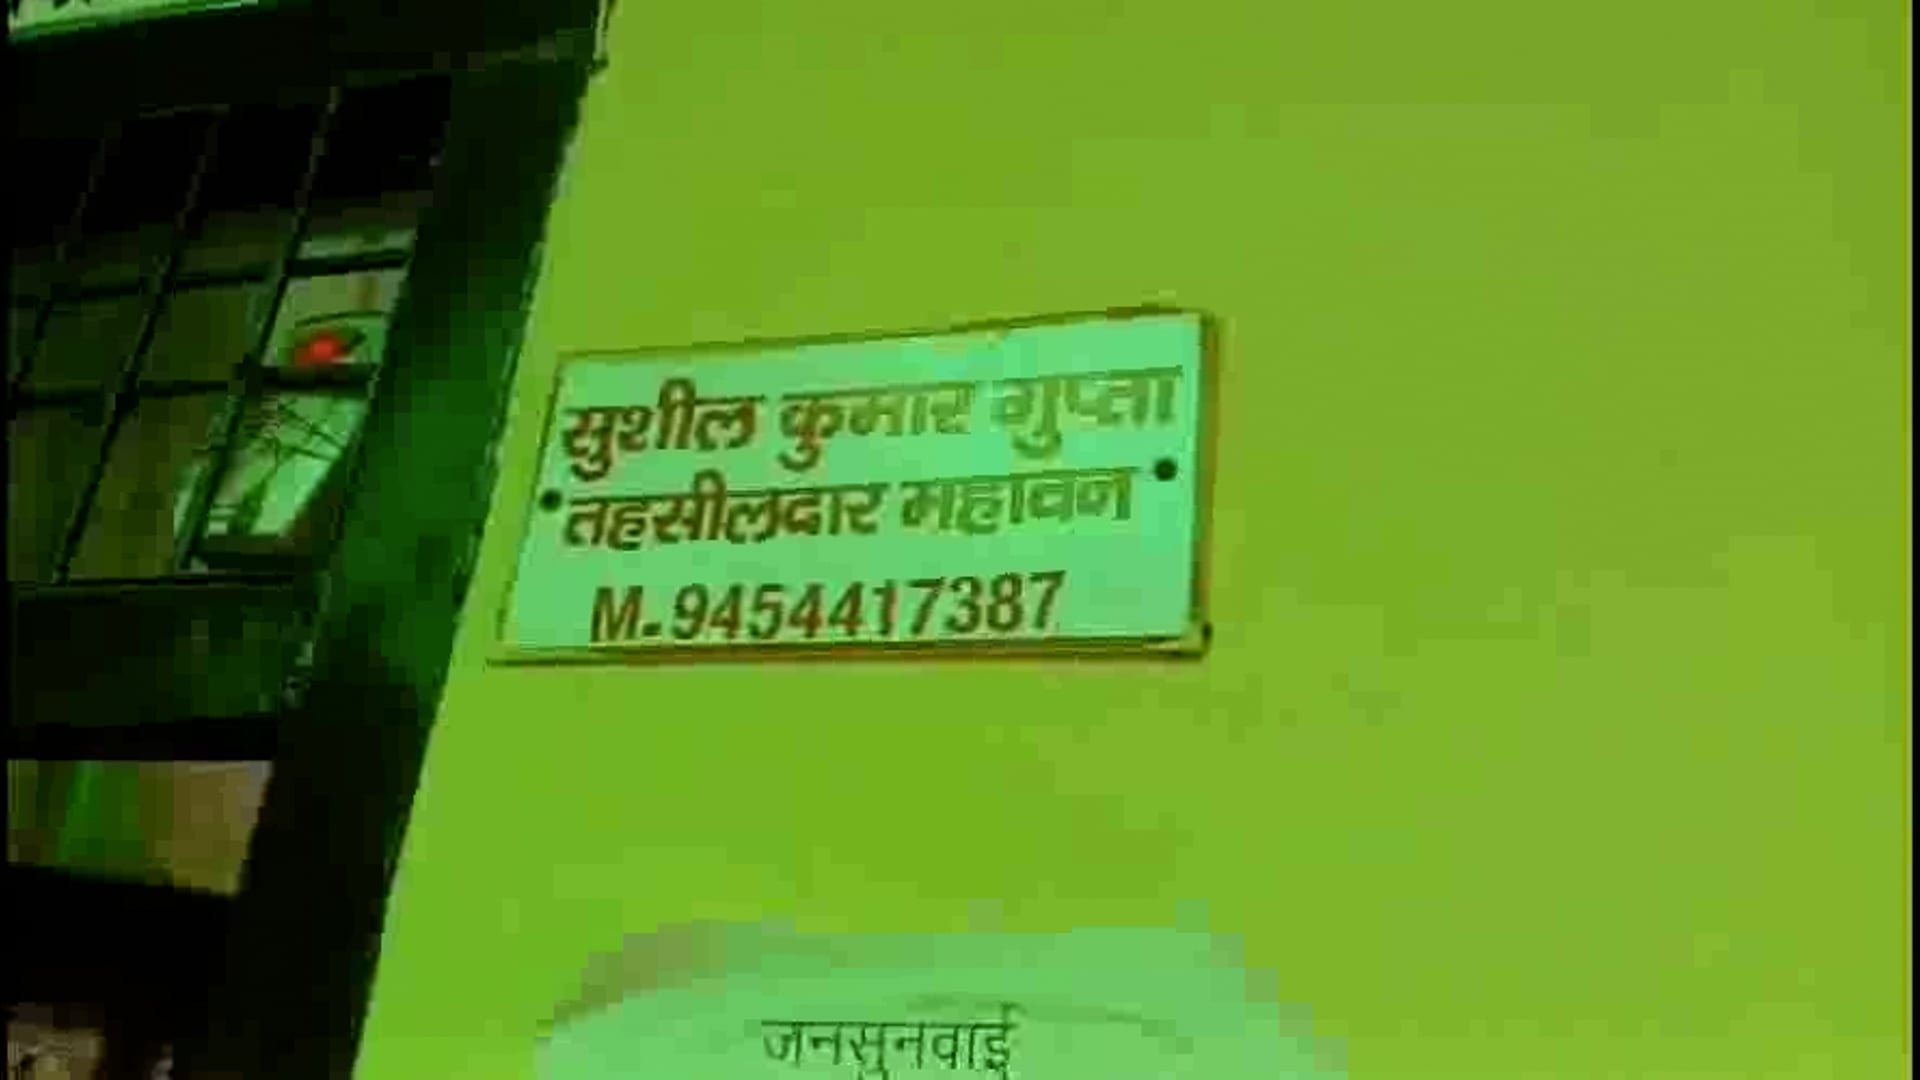 सुशील कुमार गुप्ता
तहसीलदार महावन
M-9454417387
जनसुनवाई